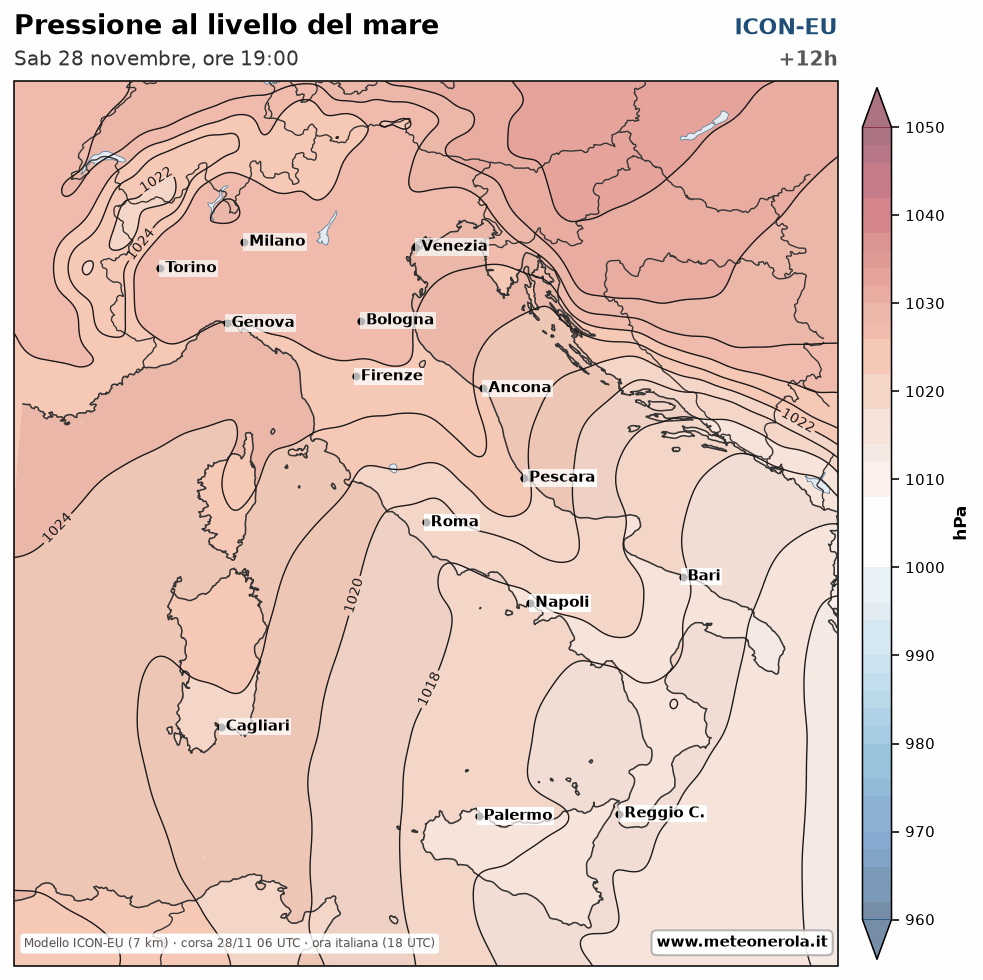 Pressione al livello del mare
ICON-EU
Sab 28 novembre, ore 19:00
+12h
1022
1024
Milano
Venezia
Torino
Genova
Bologna
Firenze
Ancona
1022
Pescara
1024
Roma
1020
Bari
Napoli
1018
Cagliari
Palermo
Reggio C.
Modello ICON-EU (7 km) · corsa 28/11 06 UTC · ora italiana (18 UTC)
www.meteonerola.it
1050
1040
1030
1020
1010
1000
990
980
970
960
hPa